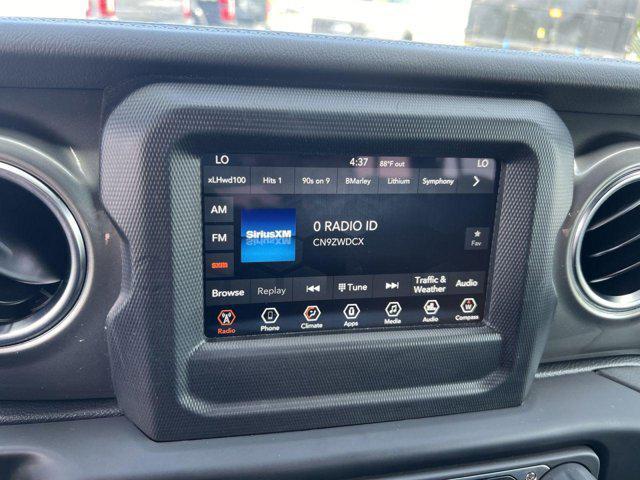 LO 4:37 88°F out LO
xLHwd100 Hits 1 90s on 9 BMarley Lithium Symphony
AM
SiriusXM
0 RADIO ID
FM
CN9ZWDCX
Fav
sxm
Browse Replay Tune Traffic & Weather Audio
Radio Phone Climate Apps Media Audio Compass